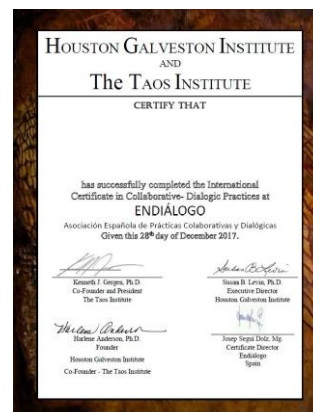 HOUSTON GALVESTON INSTITUTE
AND
THE TAOS INSTITUTE
CERTIFY THAT
has successfully completed the International
Certificate in Collaborative- Dialogic Practices at
ENDIÁLOGO
Asociación Española de Prácticas Colaborativas y Dialógicas
Given this 28th day of December 2017.
Kenneth J. Gergen, Ph.D.
Co-Founder and President
The Taos Institute
Susan B. Levin, Ph.D.
Executive Director
Houston Galveston Institute
Harlene Anderson
Harlene Anderson, Ph.D.
Founder
Houston Galveston Institute
Co-Founder - The Taos Institute
Josep Seguí Dolz, Mg.
Certificate Director
Endiálogo
Spain